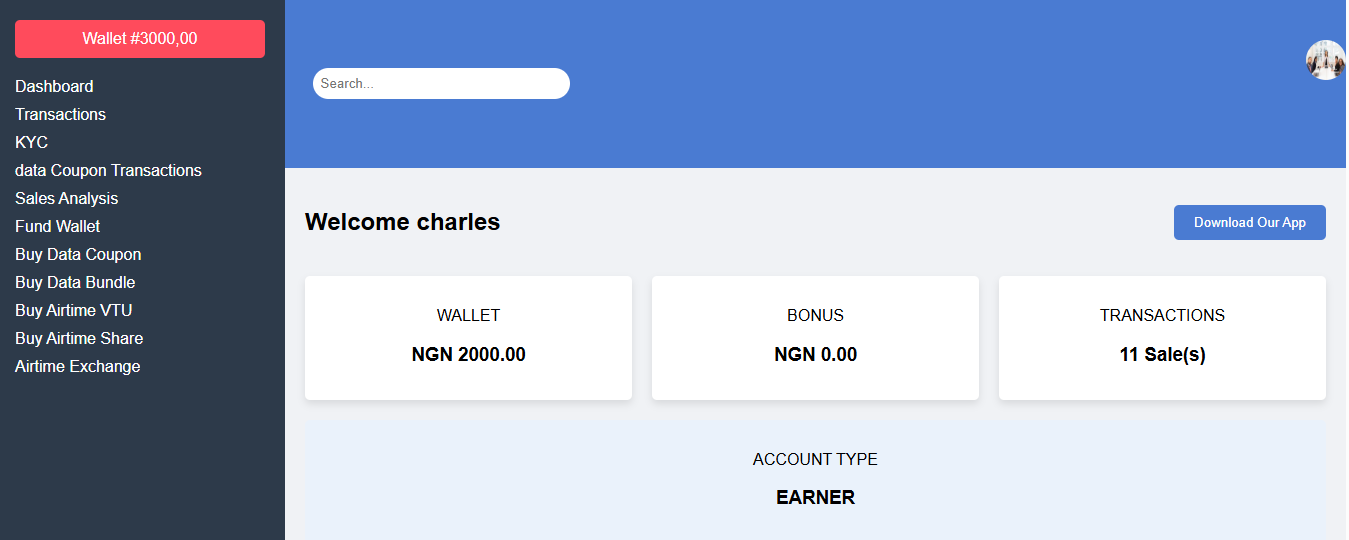 Wallet #3000,00
Dashboard
Transactions
KYC
data Coupon Transactions
Sales Analysis
Fund Wallet
Buy Data Coupon
Buy Data Bundle
Buy Airtime VTU
Buy Airtime Share
Airtime Exchange
Search...
Welcome charles
Download Our App
WALLET
NGN 2000.00
BONUS
NGN 0.00
TRANSACTIONS
11 Sale(s)
ACCOUNT TYPE
EARNER